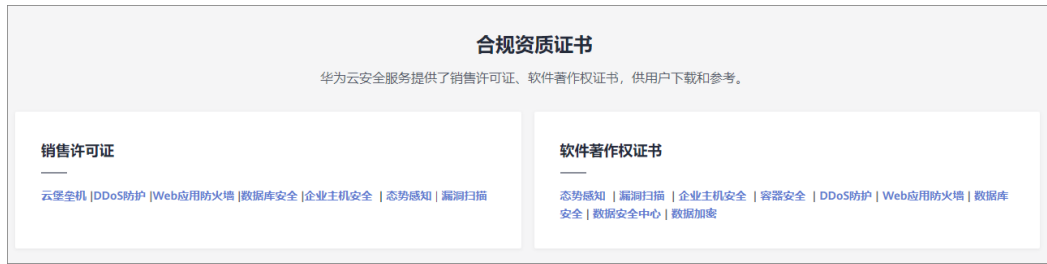 合规资质证书
华为云安全服务提供了销售许可证、软件著作权证书，供用户下载和参考。
销售许可证
云堡垒机 |DDoS防护 |Web应用防火墙 |数据库安全 |企业主机安全 | 态势感知 | 漏洞扫描
软件著作权证书
态势感知 | 漏洞扫描 | 企业主机安全 | 容器安全 | DDoS防护 | Web应用防火墙 | 数据库
安全 | 数据安全中心 | 数据加密